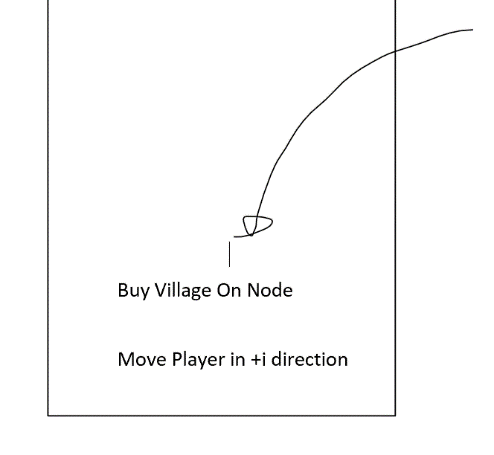 Buy Village On Node
Move Player in +i direction